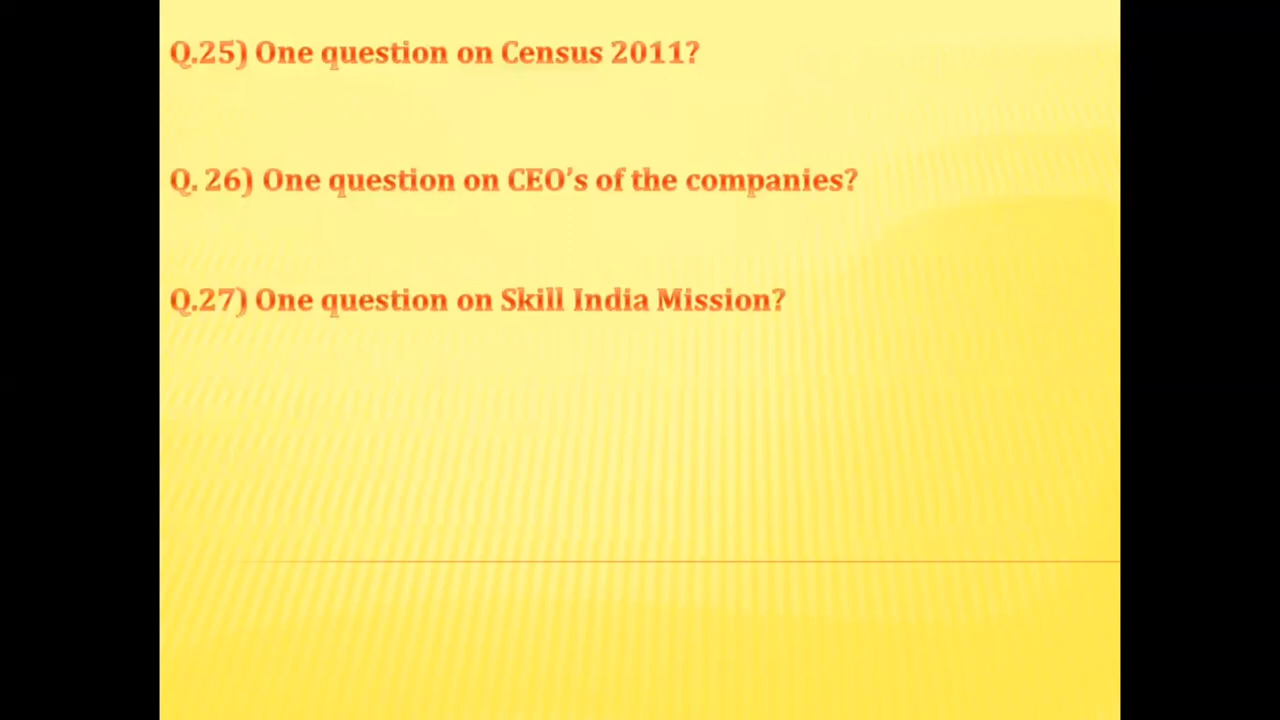 Q.25) One question on Census 2011?
Q. 26) One question on CEO’s of the companies?
Q.27) One question on Skill India Mission?